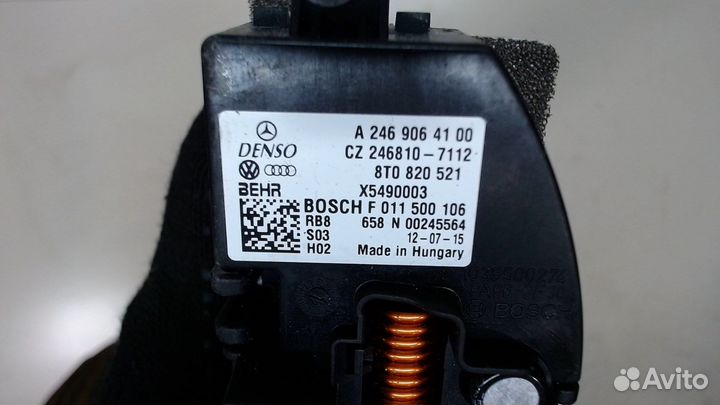 A 246 906 41 00
DENSO CZ 246810-7112
8T0 820 521
BEHR X5490003
BOSCH F 011 500 106
RB8 658 N 00245564
S03 12-07-15
H02 Made in Hungary
BOSCH
Avito